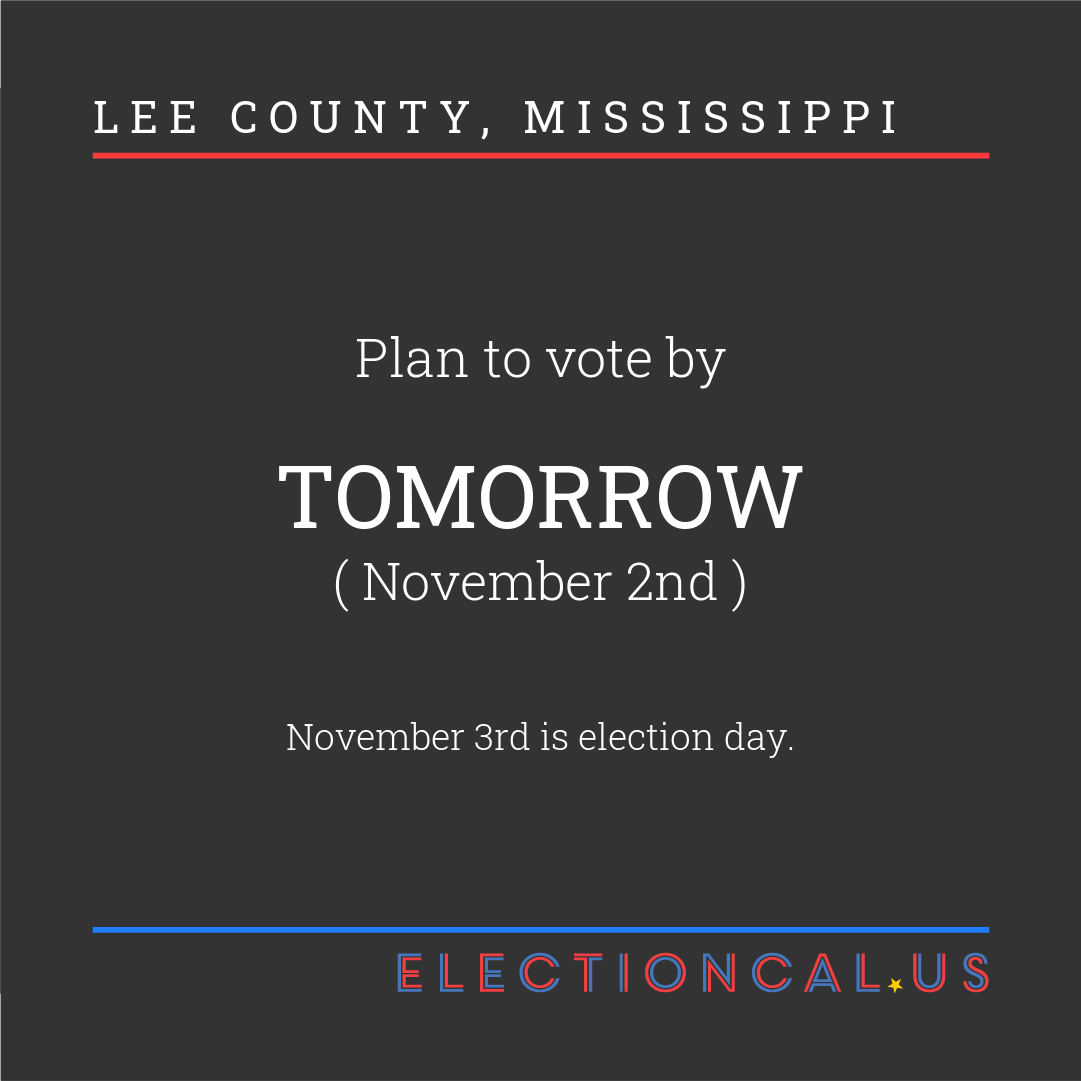 LEE COUNTY, MISSISSIPPI
Plan to vote by
TOMORROW
( November 2nd )
November 3rd is election day.
ELECTIONCAL.US